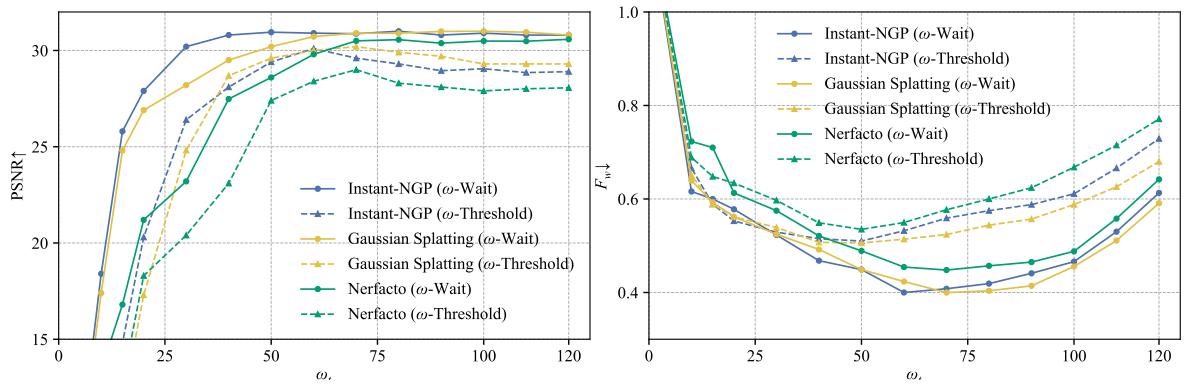 30
25
20
15
PSNR↑
Instant-NGP (ω-Wait)
Instant-NGP (ω-Threshold)
Gaussian Splatting (ω-Wait)
Gaussian Splatting (ω-Threshold)
Nerfacto (ω-Wait)
Nerfacto (ω-Threshold)
0 25 50 75 100 120
1.0
0.8
0.6
0.4
F_w↓
Instant-NGP (ω-Wait)
Instant-NGP (ω-Threshold)
Gaussian Splatting (ω-Wait)
Gaussian Splatting (ω-Threshold)
Nerfacto (ω-Wait)
Nerfacto (ω-Threshold)
0 25 50 75 100 120